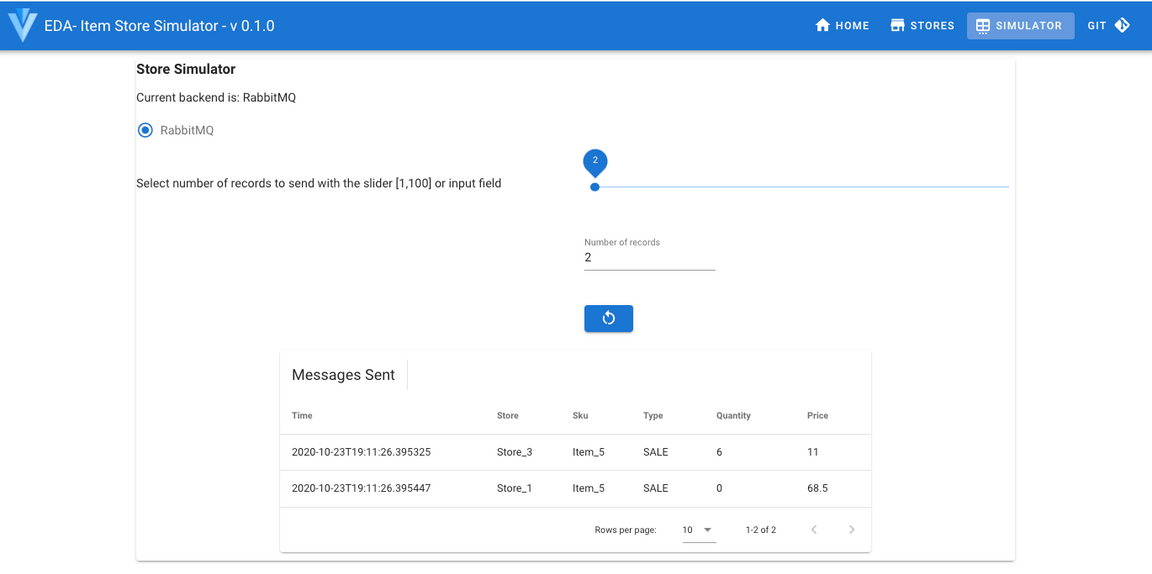 EDA- Item Store Simulator - v 0.1.0 HOME STORES SIMULATOR GIT
Store Simulator
Current backend is: RabbitMQ
RabbitMQ
2
Select number of records to send with the slider [1,100] or input field
Number of records
2
Messages Sent
Time Store Sku Type Quantity Price
2020-10-23T19:11:26.395325 Store_3 Item_5 SALE 6 11
2020-10-23T19:11:26.395447 Store_1 Item_5 SALE 0 68.5
Rows per page: 10 1-2 of 2